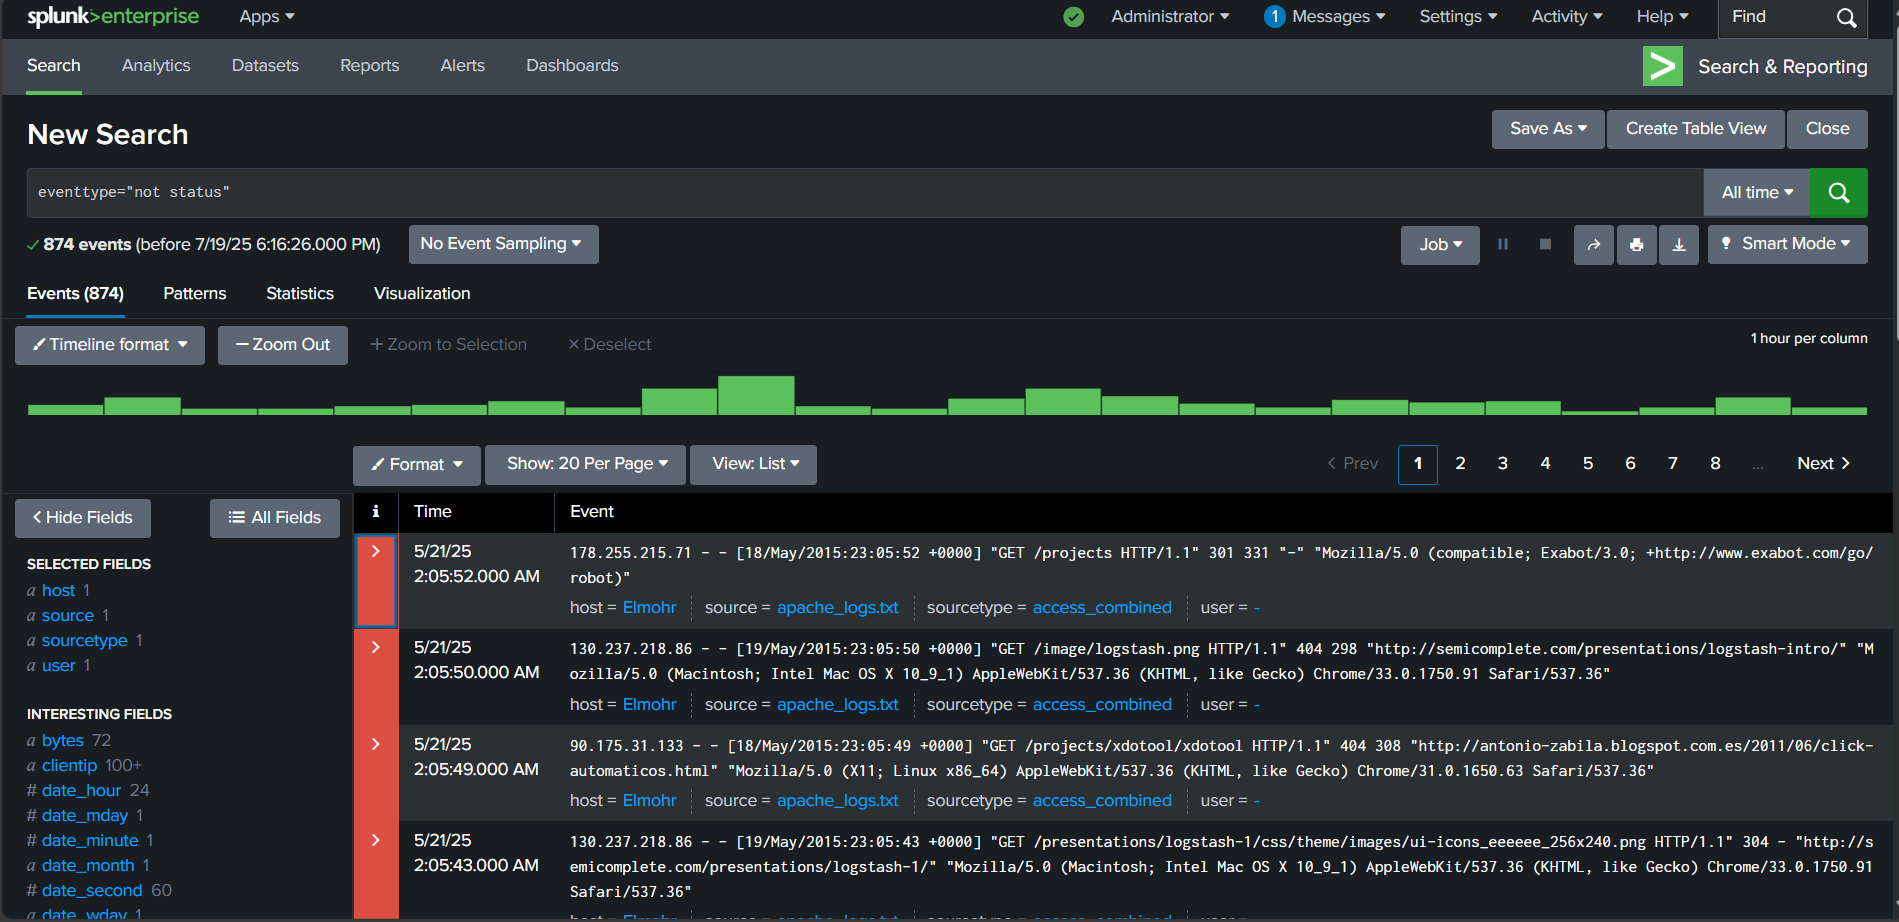 splunk>enterprise Apps Administrator 1 Messages Settings Activity Help Find
Search Analytics Datasets Reports Alerts Dashboards Search & Reporting
New Search Save As Create Table View Close
eventtype="not status" All time
874 events (before 7/19/25 6:16:26.000 PM) No Event Sampling Job Smart Mode
Events (874) Patterns Statistics Visualization
Timeline format — Zoom Out + Zoom to Selection × Deselect 1 hour per column
Format Show: 20 Per Page View: List < Prev 1 2 3 4 5 6 7 8 ... Next >
< Hide Fields All Fields
SELECTED FIELDS
a host 1
a source 1
a sourcetype 1
a user 1
INTERESTING FIELDS
a bytes 72
a clientip 100+
# date_hour 24
# date_mday 1
# date_minute 1
a date_month 1
# date_second 60
a date_wday 1
i Time Event
5/21/25
2:05:52.000 AM
178.255.215.71 - - [18/May/2015:23:05:52 +0000] "GET /projects HTTP/1.1" 301 331 "-" "Mozilla/5.0 (compatible; Exabot/3.0; +http://www.exabot.com/go/
robot)"
host = Elmohr source = apache_logs.txt sourcetype = access_combined user = -
5/21/25
2:05:50.000 AM
130.237.218.86 - - [19/May/2015:23:05:50 +0000] "GET /image/logstash.png HTTP/1.1" 404 298 "http://semicomplete.com/presentations/logstash-intro/" "M
ozilla/5.0 (Macintosh; Intel Mac OS X 10_9_1) AppleWebKit/537.36 (KHTML, like Gecko) Chrome/33.0.1750.91 Safari/537.36"
host = Elmohr source = apache_logs.txt sourcetype = access_combined user = -
5/21/25
2:05:49.000 AM
90.175.31.133 - - [18/May/2015:23:05:49 +0000] "GET /projects/xdotool/xdotool HTTP/1.1" 404 308 "http://antonio-zabila.blogspot.com.es/2011/06/click-
automaticos.html" "Mozilla/5.0 (X11; Linux x86_64) AppleWebKit/537.36 (KHTML, like Gecko) Chrome/31.0.1650.63 Safari/537.36"
host = Elmohr source = apache_logs.txt sourcetype = access_combined user = -
5/21/25
2:05:43.000 AM
130.237.218.86 - - [19/May/2015:23:05:43 +0000] "GET /presentations/logstash-1/css/theme/images/ui-icons_eeeeee_256x240.png HTTP/1.1" 304 - "http://s
emicomplete.com/presentations/logstash-1/" "Mozilla/5.0 (Macintosh; Intel Mac OS X 10_9_1) AppleWebKit/537.36 (KHTML, like Gecko) Chrome/33.0.1750.91
Safari/537.36"
host = Elmohr source = apache_logs.txt sourcetype = access_combined user = -